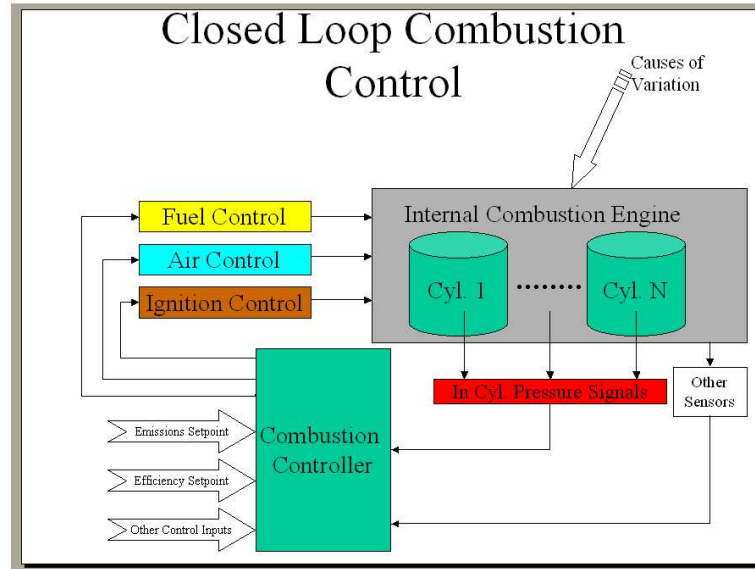 Closed Loop Combustion
Control
Causes of
Variation
Fuel Control
Air Control
Ignition Control
Internal Combustion Engine
Cyl. 1
Cyl. N
In Cyl. Pressure Signals
Other
Sensors
Combustion
Controller
Emissions Setpoint
Efficiency Setpoint
Other Control Inputs